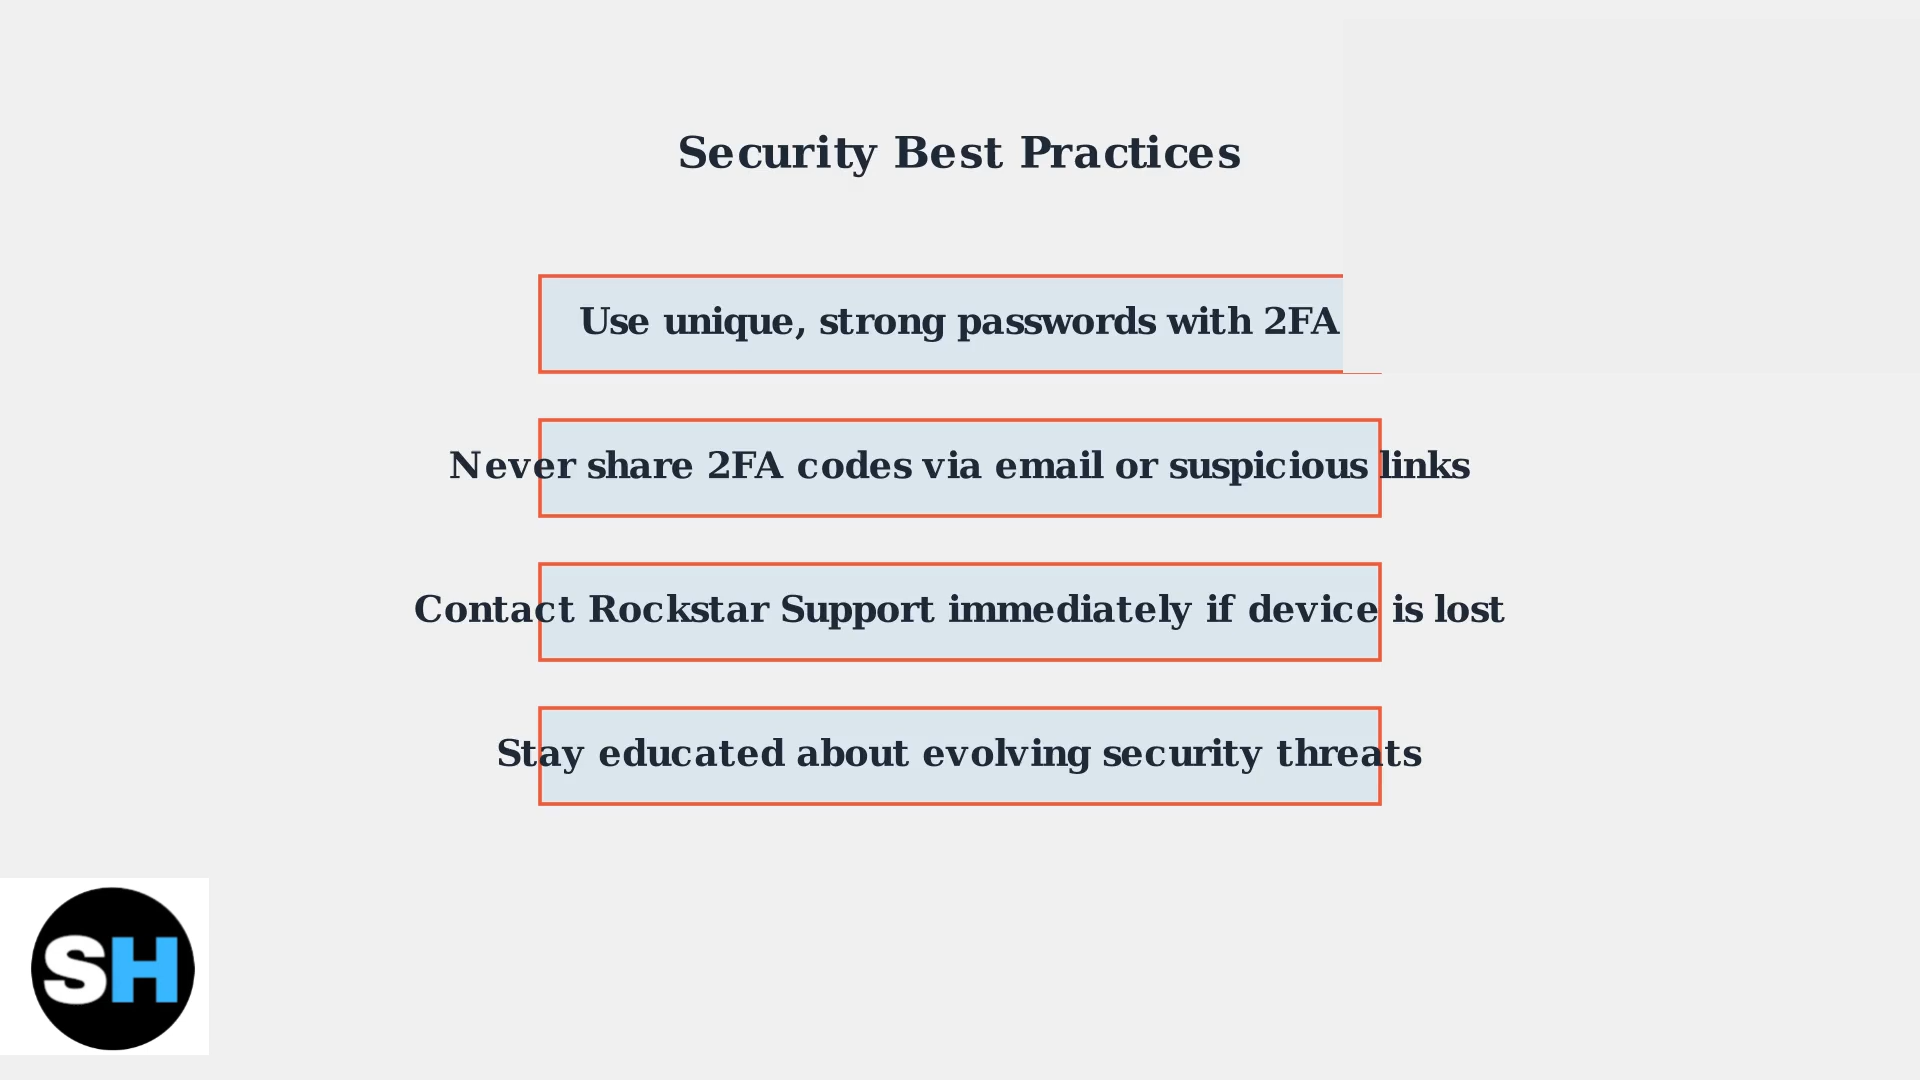 Security Best Practices
Use unique, strong passwords with 2FA
Never share 2FA codes via email or suspicious links
Contact Rockstar Support immediately if device is lost
Stay educated about evolving security threats
SH